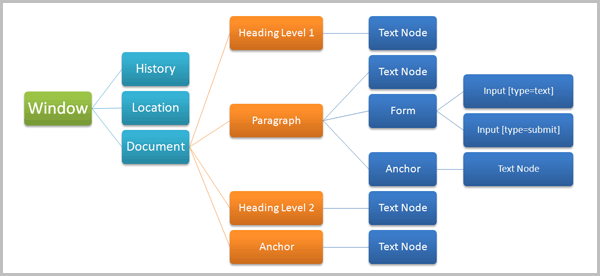 Window
History
Location
Document
Heading Level 1
Text Node
Paragraph
Text Node
Form
Input [type=text]
Input [type=submit]
Anchor
Text Node
Heading Level 2
Text Node
Anchor
Text Node